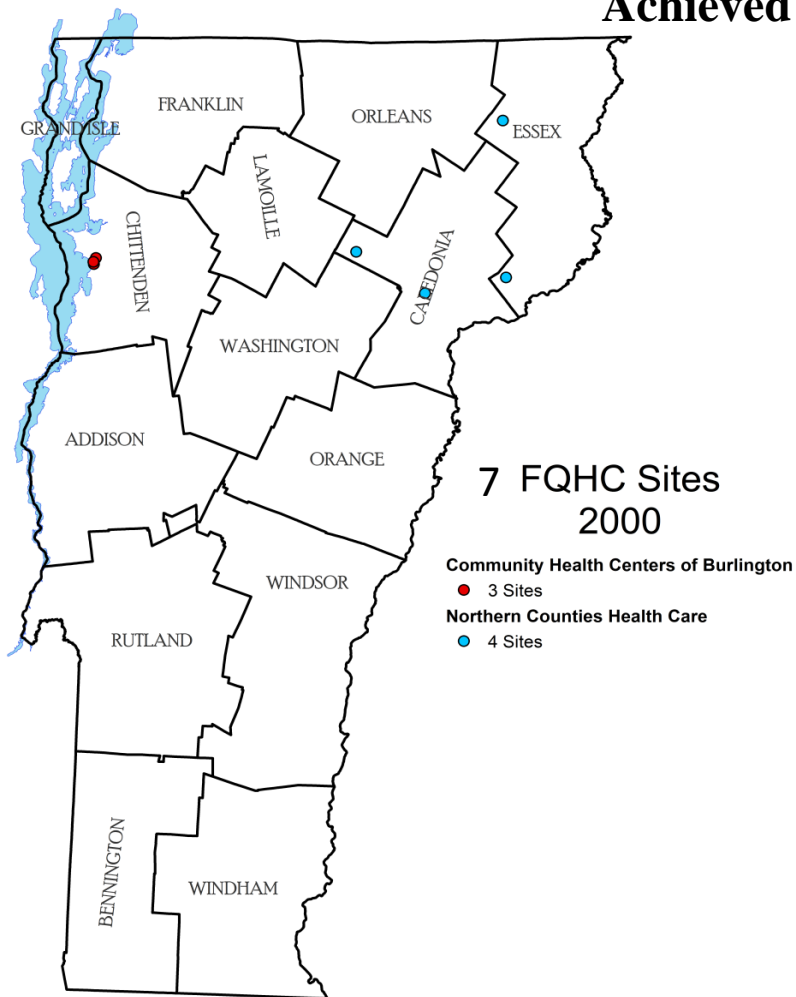 Achieved
FRANKLIN
ORLEANS
GRAND ISLE
ESSEX
LAMOILLE
CHITTENDEN
CALEDONIA
WASHINGTON
ADDISON
ORANGE
7 FQHC Sites
2000
Community Health Centers of Burlington
3 Sites
Northern Counties Health Care
4 Sites
WINDSOR
RUTLAND
BENNINGTON
WINDHAM